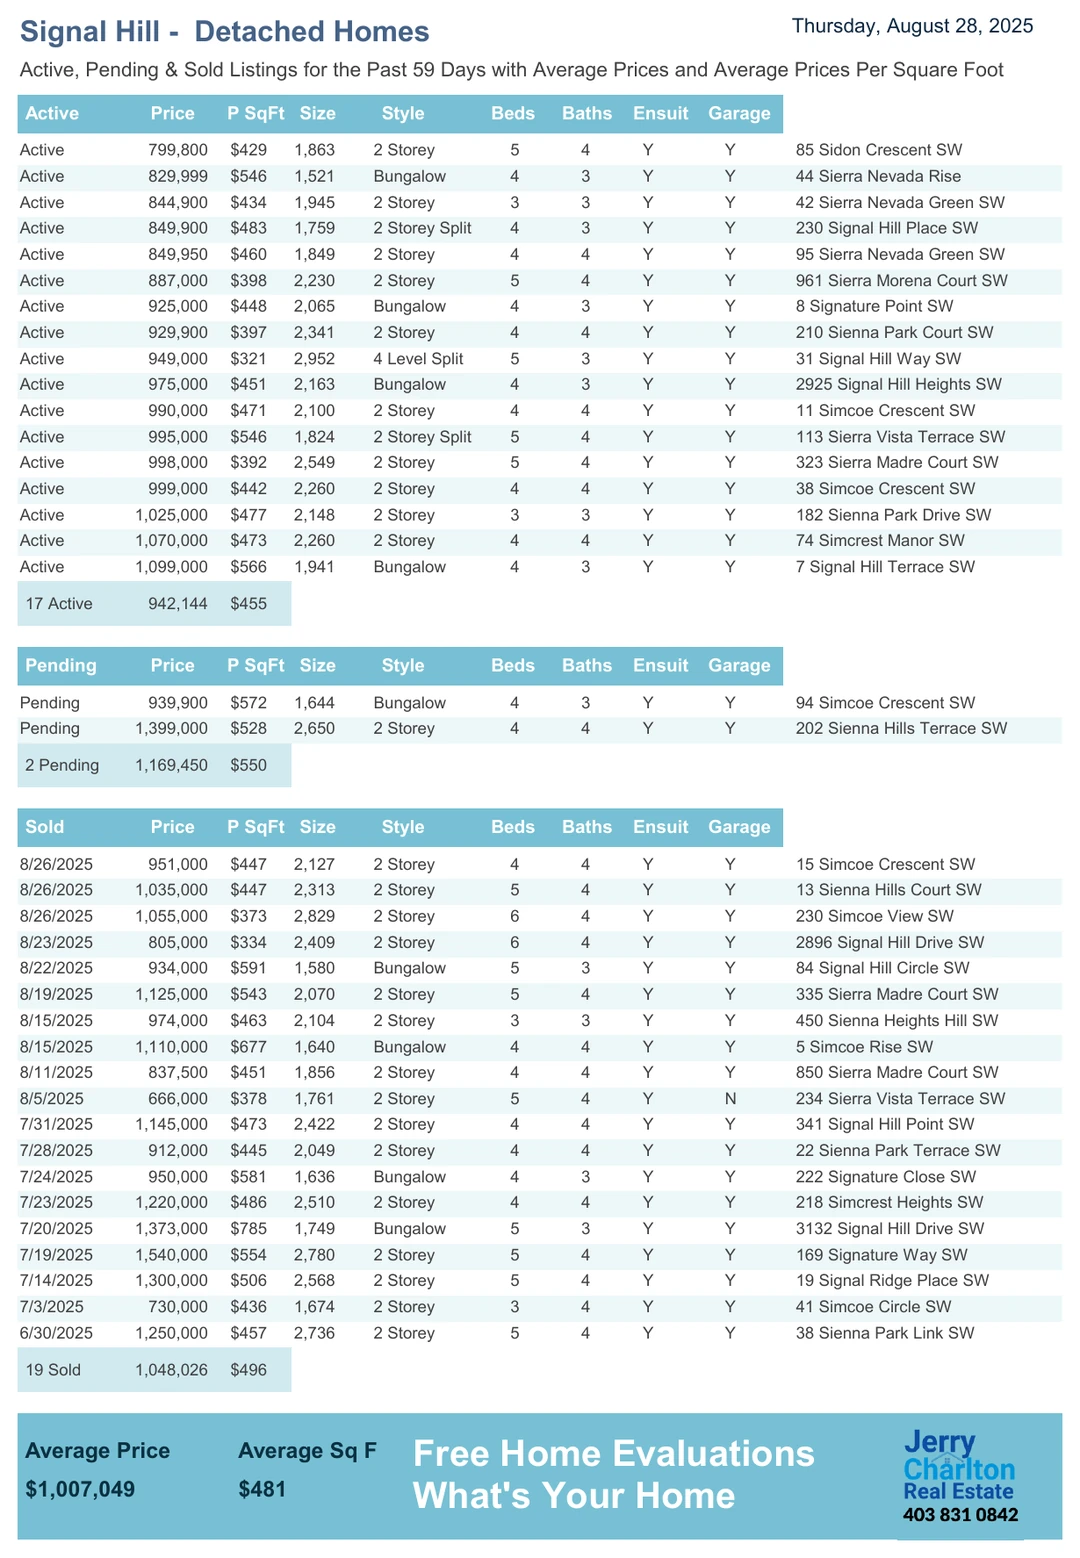 Signal Hill - Detached Homes
Thursday, August 28, 2025
Active, Pending & Sold Listings for the Past 59 Days with Average Prices and Average Prices Per Square Foot
Active Price P SqFt Size Style Beds Baths Ensuit Garage
Active 799,800 $429 1,863 2 Storey 5 4 Y Y 85 Sidon Crescent SW
Active 829,999 $546 1,521 Bungalow 4 3 Y Y 44 Sierra Nevada Rise
Active 844,900 $434 1,945 2 Storey 3 3 Y Y 42 Sierra Nevada Green SW
Active 849,900 $483 1,759 2 Storey Split 4 3 Y Y 230 Signal Hill Place SW
Active 849,950 $460 1,849 2 Storey 4 4 Y Y 95 Sierra Nevada Green SW
Active 887,000 $398 2,230 2 Storey 5 4 Y Y 961 Sierra Morena Court SW
Active 925,000 $448 2,065 Bungalow 4 3 Y Y 8 Signature Point SW
Active 929,900 $397 2,341 2 Storey 4 4 Y Y 210 Sienna Park Court SW
Active 949,000 $321 2,952 4 Level Split 5 3 Y Y 31 Signal Hill Way SW
Active 975,000 $451 2,163 Bungalow 4 3 Y Y 2925 Signal Hill Heights SW
Active 990,000 $471 2,100 2 Storey 4 4 Y Y 11 Simcoe Crescent SW
Active 995,000 $546 1,824 2 Storey Split 5 4 Y Y 113 Sierra Vista Terrace SW
Active 998,000 $392 2,549 2 Storey 5 4 Y Y 323 Sierra Madre Court SW
Active 999,000 $442 2,260 2 Storey 4 4 Y Y 38 Simcoe Crescent SW
Active 1,025,000 $477 2,148 2 Storey 3 3 Y Y 182 Sienna Park Drive SW
Active 1,070,000 $473 2,260 2 Storey 4 4 Y Y 74 Simcrest Manor SW
Active 1,099,000 $566 1,941 Bungalow 4 3 Y Y 7 Signal Hill Terrace SW
17 Active 942,144 $455
Pending Price P SqFt Size Style Beds Baths Ensuit Garage
Pending 939,900 $572 1,644 Bungalow 4 3 Y Y 94 Simcoe Crescent SW
Pending 1,399,000 $528 2,650 2 Storey 4 4 Y Y 202 Sienna Hills Terrace SW
2 Pending 1,169,450 $550
Sold Price P SqFt Size Style Beds Baths Ensuit Garage
8/26/2025 951,000 $447 2,127 2 Storey 4 4 Y Y 15 Simcoe Crescent SW
8/26/2025 1,035,000 $447 2,313 2 Storey 5 4 Y Y 13 Sienna Hills Court SW
8/26/2025 1,055,000 $373 2,829 2 Storey 6 4 Y Y 230 Simcoe View SW
8/23/2025 805,000 $334 2,409 2 Storey 6 4 Y Y 2896 Signal Hill Drive SW
8/22/2025 934,000 $591 1,580 Bungalow 5 3 Y Y 84 Signal Hill Circle SW
8/19/2025 1,125,000 $543 2,070 2 Storey 5 4 Y Y 335 Sierra Madre Court SW
8/15/2025 974,000 $463 2,104 2 Storey 3 3 Y Y 450 Sienna Heights Hill SW
8/15/2025 1,110,000 $677 1,640 Bungalow 4 4 Y Y 5 Simcoe Rise SW
8/11/2025 837,500 $451 1,856 2 Storey 4 4 Y Y 850 Sierra Madre Court SW
8/5/2025 666,000 $378 1,761 2 Storey 5 4 Y N 234 Sierra Vista Terrace SW
7/31/2025 1,145,000 $473 2,422 2 Storey 4 4 Y Y 341 Signal Hill Point SW
7/28/2025 912,000 $445 2,049 2 Storey 4 4 Y Y 22 Sienna Park Terrace SW
7/24/2025 950,000 $581 1,636 Bungalow 4 3 Y Y 222 Signature Close SW
7/23/2025 1,220,000 $486 2,510 2 Storey 4 4 Y Y 218 Simcrest Heights SW
7/20/2025 1,373,000 $785 1,749 Bungalow 5 3 Y Y 3132 Signal Hill Drive SW
7/19/2025 1,540,000 $554 2,780 2 Storey 5 4 Y Y 169 Signature Way SW
7/14/2025 1,300,000 $506 2,568 2 Storey 5 4 Y Y 19 Signal Ridge Place SW
7/3/2025 730,000 $436 1,674 2 Storey 3 4 Y Y 41 Simcoe Circle SW
6/30/2025 1,250,000 $457 2,736 2 Storey 5 4 Y Y 38 Sienna Park Link SW
19 Sold 1,048,026 $496
Average Price Average Sq F
$1,007,049 $481
Free Home Evaluations
What's Your Home
Jerry
Charlton
Real Estate
403 831 0842